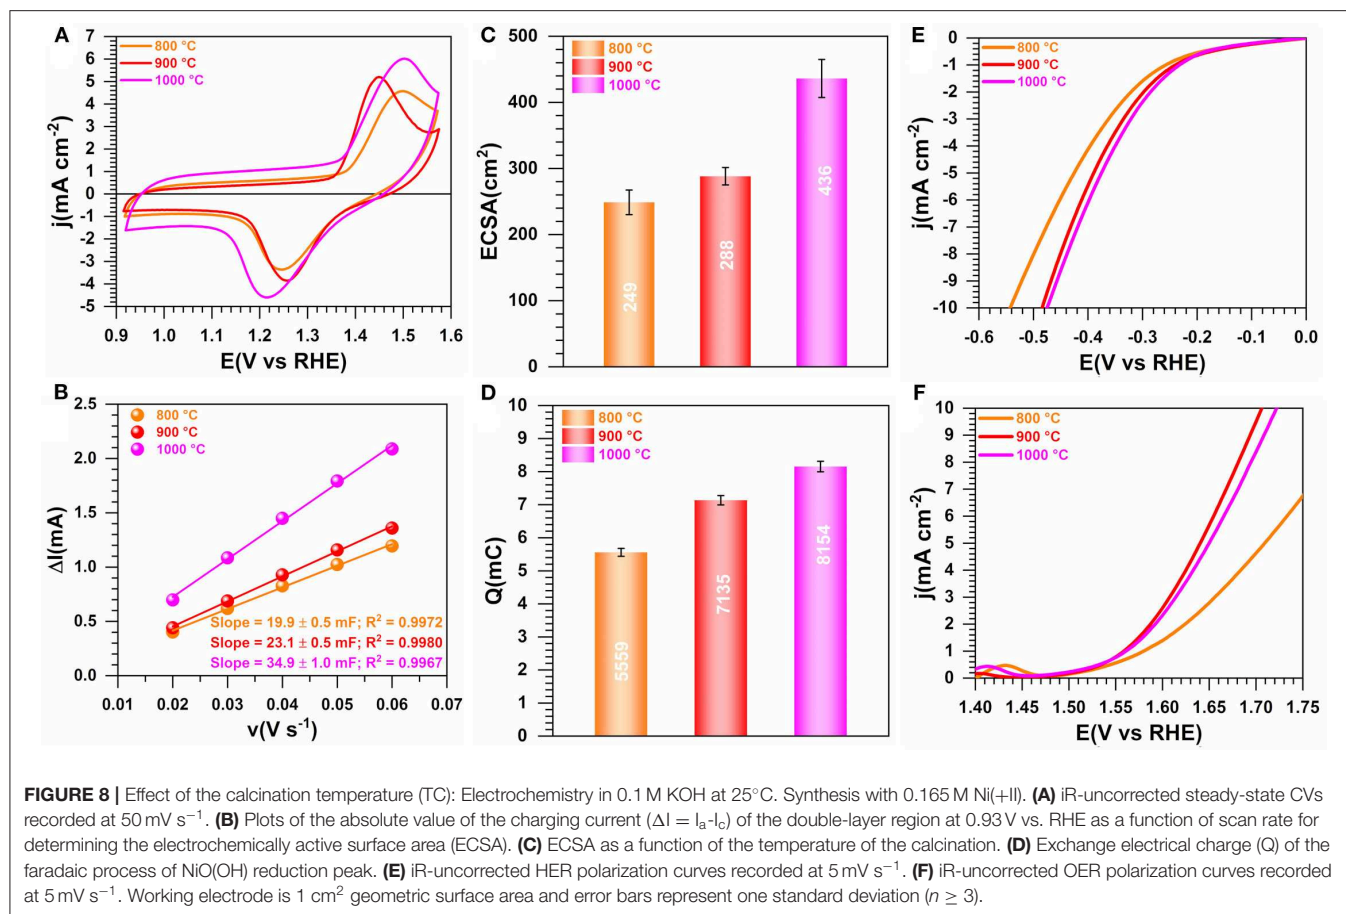 A
800 °C
900 °C
1000 °C
7
6
5
4
3
2
1
0
-1
-2
-3
-4
-5
j(mA cm-2)
0.9 1.0 1.1 1.2 1.3 1.4 1.5 1.6
E(V vs RHE)
B
2.5
2.0
1.5
1.0
0.5
0.0
ΔI(mA)
800 °C
900 °C
1000 °C
Slope = 19.9 ± 0.5 mF; R2 = 0.9972
Slope = 23.1 ± 0.5 mF; R2 = 0.9980
Slope = 34.9 ± 1.0 mF; R2 = 0.9967
0.01 0.02 0.03 0.04 0.05 0.06 0.07
v(V s-1)
C
500
400
300
200
100
0
ECSA(cm2)
800 °C
900 °C
1000 °C
249
288
436
D
10
9
8
7
6
5
4
3
2
1
0
Q(mC)
800 °C
900 °C
1000 °C
5559
7135
8154
E
0
-1
-2
-3
-4
-5
-6
-7
-8
-9
-10
j(mA cm-2)
800 °C
900 °C
1000 °C
-0.6 -0.5 -0.4 -0.3 -0.2 -0.1 0.0
E(V vs RHE)
F
10
9
8
7
6
5
4
3
2
1
0
j(mA cm-2)
800 °C
900 °C
1000 °C
1.40 1.45 1.50 1.55 1.60 1.65 1.70 1.75
E(V vs RHE)
FIGURE 8 | Effect of the calcination temperature (TC): Electrochemistry in 0.1 M KOH at 25°C. Synthesis with 0.165 M Ni(+II). (A) iR-uncorrected steady-state CVs
recorded at 50 mV s−1. (B) Plots of the absolute value of the charging current (ΔI = Ia-Ic) of the double-layer region at 0.93 V vs. RHE as a function of scan rate for
determining the electrochemically active surface area (ECSA). (C) ECSA as a function of the temperature of the calcination. (D) Exchange electrical charge (Q) of the
faradaic process of NiO(OH) reduction peak. (E) iR-uncorrected HER polarization curves recorded at 5 mV s−1. (F) iR-uncorrected OER polarization curves recorded
at 5 mV s−1. Working electrode is 1 cm2 geometric surface area and error bars represent one standard deviation (n ≥ 3).